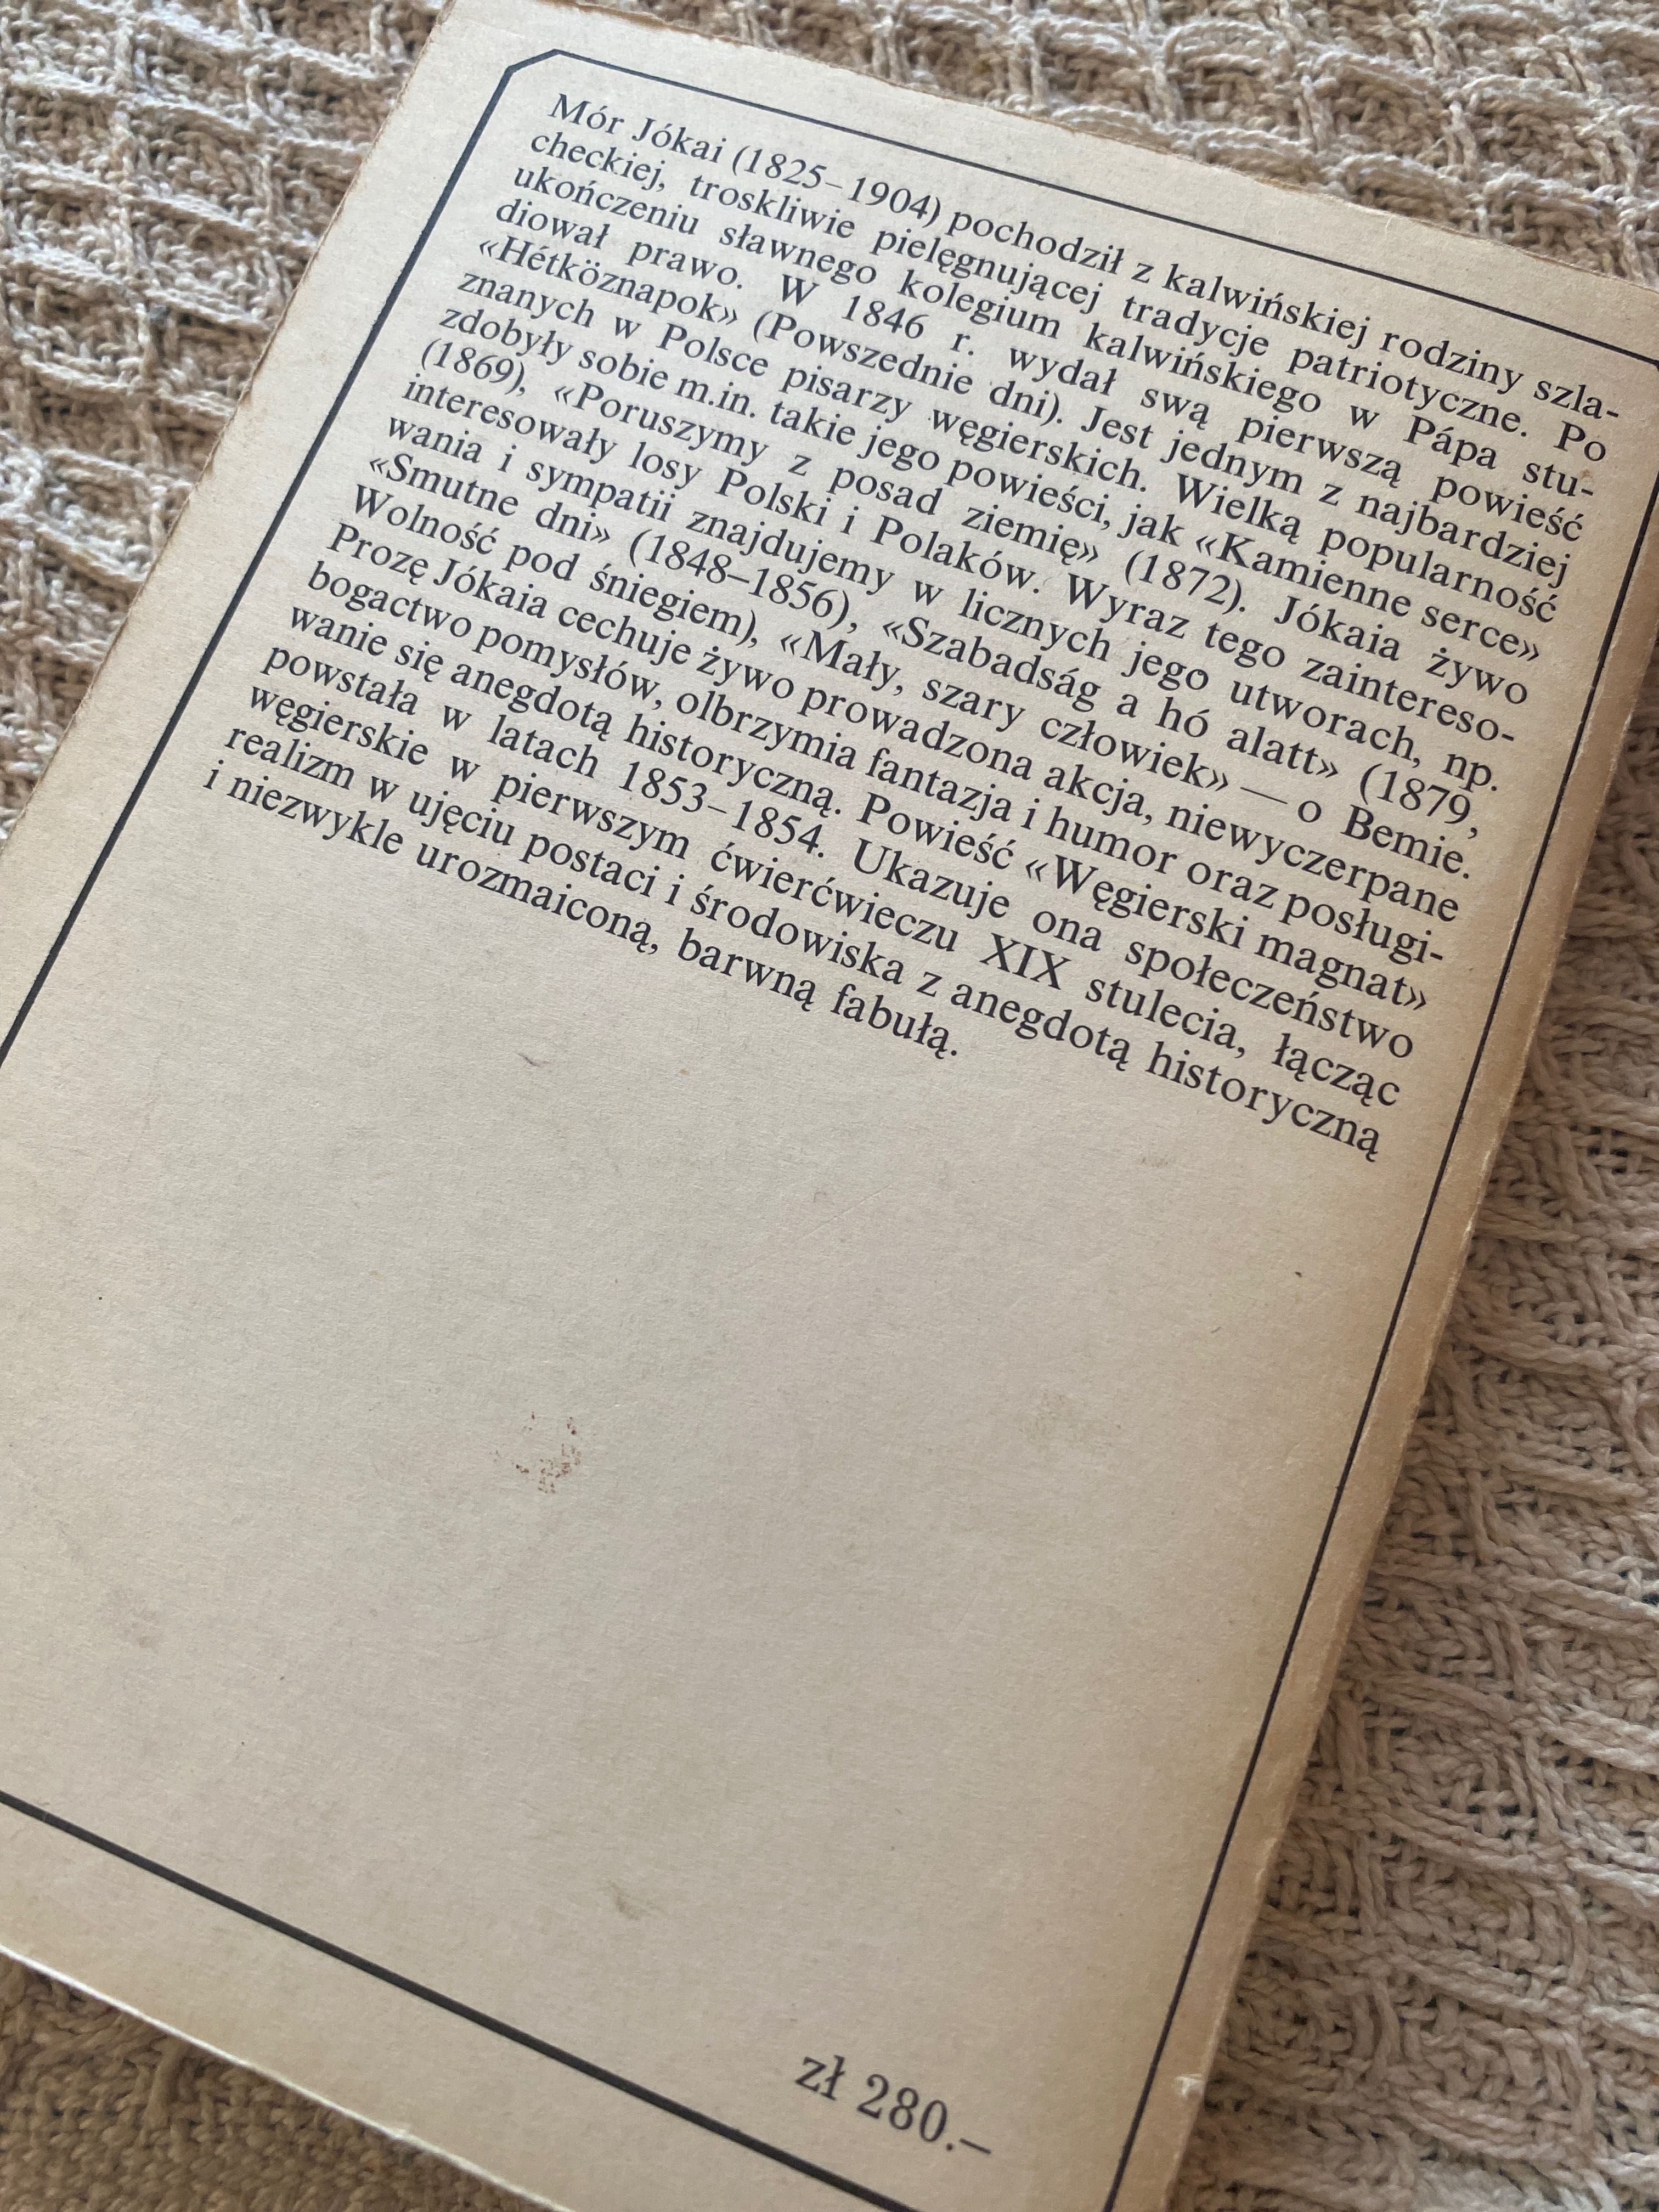 Mór Jókai (1825–1904) pochodził z kalwińskiej rodziny szla-
checkiej, troskliwie pielęgnującej tradycje patriotyczne. Po
ukończeniu sławnego kolegium kalwińskiego w Pápa stu-
diował prawo. W 1846 r. wydał swą pierwszą powieść
«Hétköznapok» (Powszednie dni). Jest jednym z najbardziej
znanych w Polsce pisarzy węgierskich. Wielką popularność
zdobyły sobie m.in. takie jego powieści, jak «Kamienne serce»
(1869), «Poruszymy z posad ziemię» (1872). Jókaia żywo
interesowały losy Polski i Polaków. Wyraz tego zaintereso-
wania i sympatii znajdujemy w licznych jego utworach, np.
«Smutne dni» (1848–1856), «Szabadság a hó alatt» (1879,
Wolność pod śniegiem), «Mały, szary człowiek» — o Bemie.
Prozę Jókaia cechuje żywo prowadzona akcja, niewyczerpane
bogactwo pomysłów, olbrzymia fantazja i humor oraz posługi-
wanie się anegdotą historyczną. Powieść «Węgierski magnat»
powstała w latach 1853–1854. Ukazuje ona społeczeństwo
węgierskie w pierwszym ćwierćwieczu XIX stulecia, łącząc
realizm w ujęciu postaci i środowiska z anegdotą historyczną
i niezwykle urozmaiconą, barwną fabułą.
zł 280.–